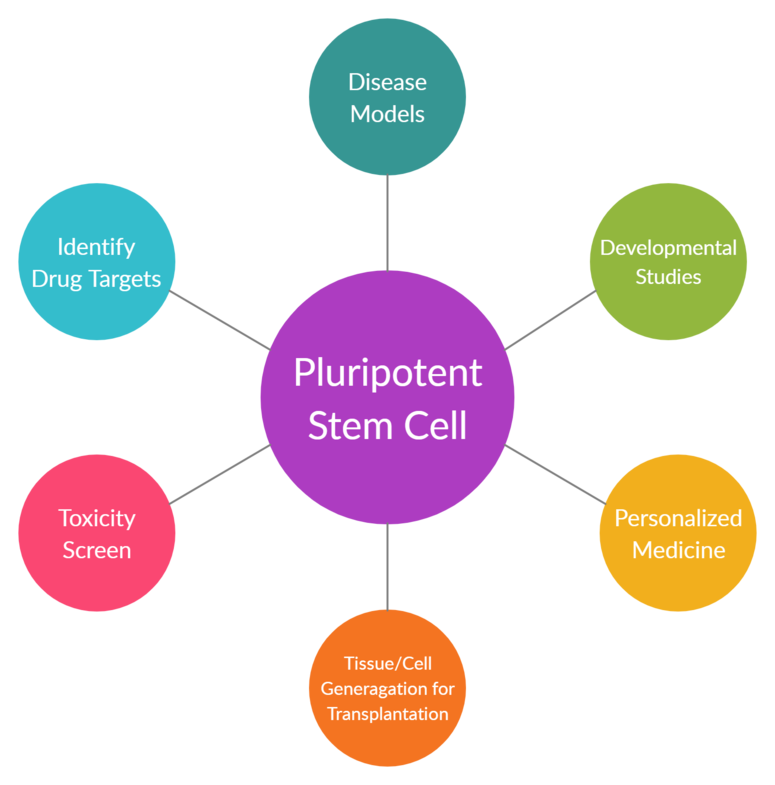 Disease
Models
Identify
Drug Targets
Developmental
Studies
Pluripotent
Stem Cell
Toxicity
Screen
Personalized
Medicine
Tissue/Cell
Generagation for
Transplantation